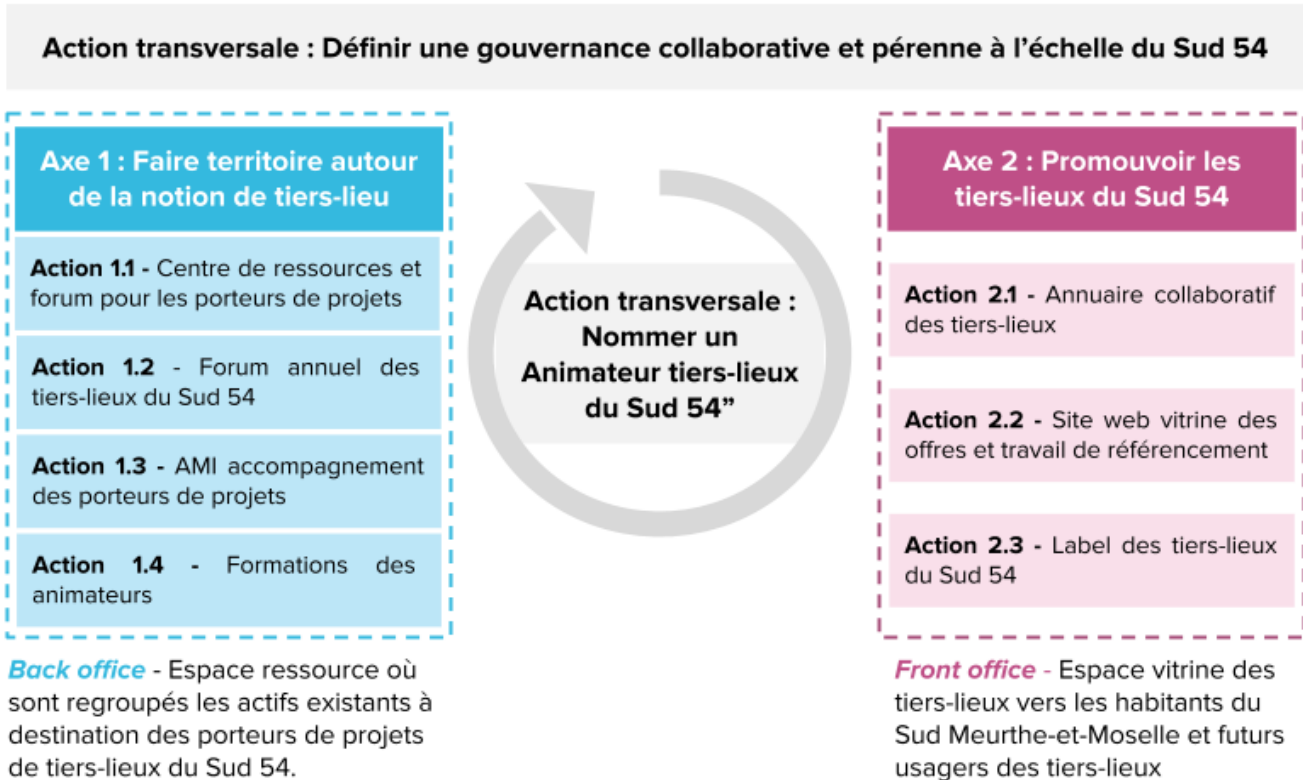 Action transversale : Définir une gouvernance collaborative et pérenne à l'échelle du Sud 54
Axe 1 : Faire territoire autour
de la notion de tiers-lieu
Action 1.1 - Centre de ressources et
forum pour les porteurs de projets
Action 1.2 - Forum annuel des
tiers-lieux du Sud 54
Action 1.3 - AMI accompagnement
des porteurs de projets
Action 1.4 - Formations des
animateurs
Back office - Espace ressource où
sont regroupés les actifs existants à
destination des porteurs de projets
de tiers-lieux du Sud 54.
Action transversale :
Nommer un
Animateur tiers-lieux
du Sud 54”
Axe 2 : Promouvoir les
tiers-lieux du Sud 54
Action 2.1 - Annuaire collaboratif
des tiers-lieux
Action 2.2 - Site web vitrine des
offres et travail de référencement
Action 2.3 - Label des tiers-lieux
du Sud 54
Front office - Espace vitrine des
tiers-lieux vers les habitants du
Sud Meurthe-et-Moselle et futurs
usagers des tiers-lieux